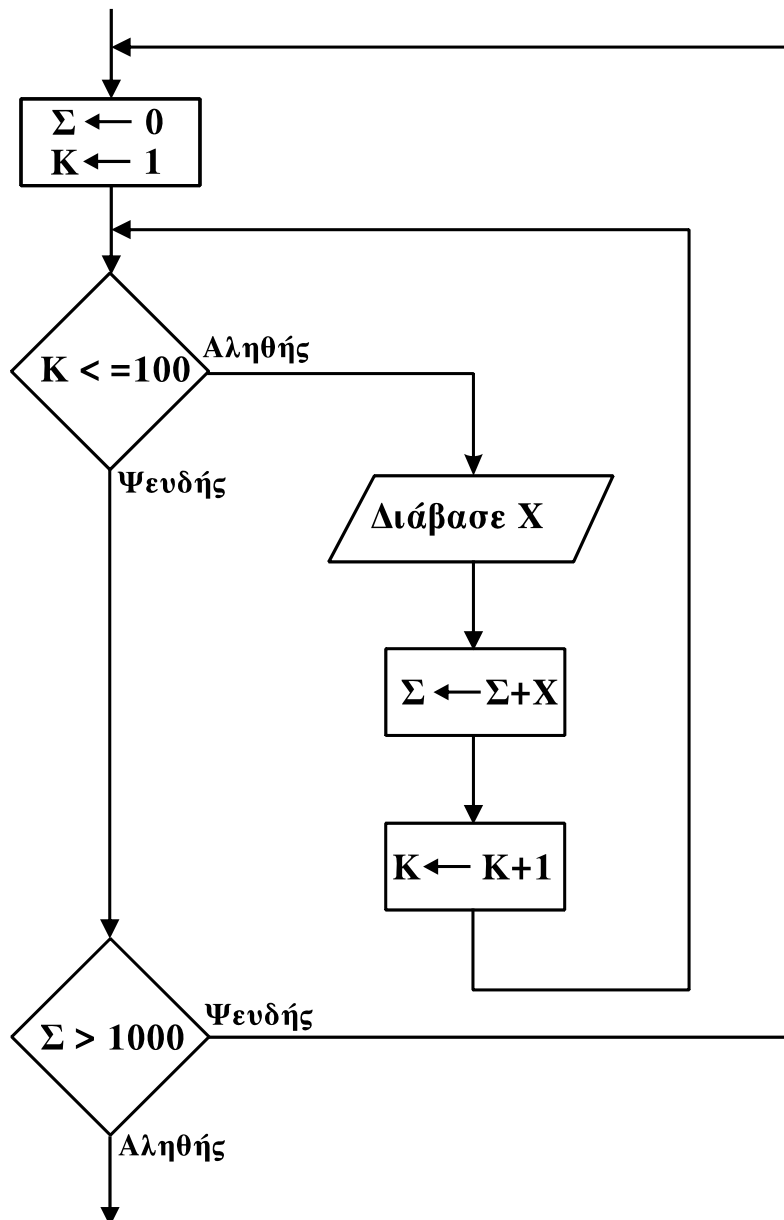 Σ ← 0
Κ ← 1
Κ < =100
Αληθής
Ψευδής
Διάβασε Χ
Σ ← Σ+Χ
Κ ← Κ+1
Σ > 1000
Ψευδής
Αληθής